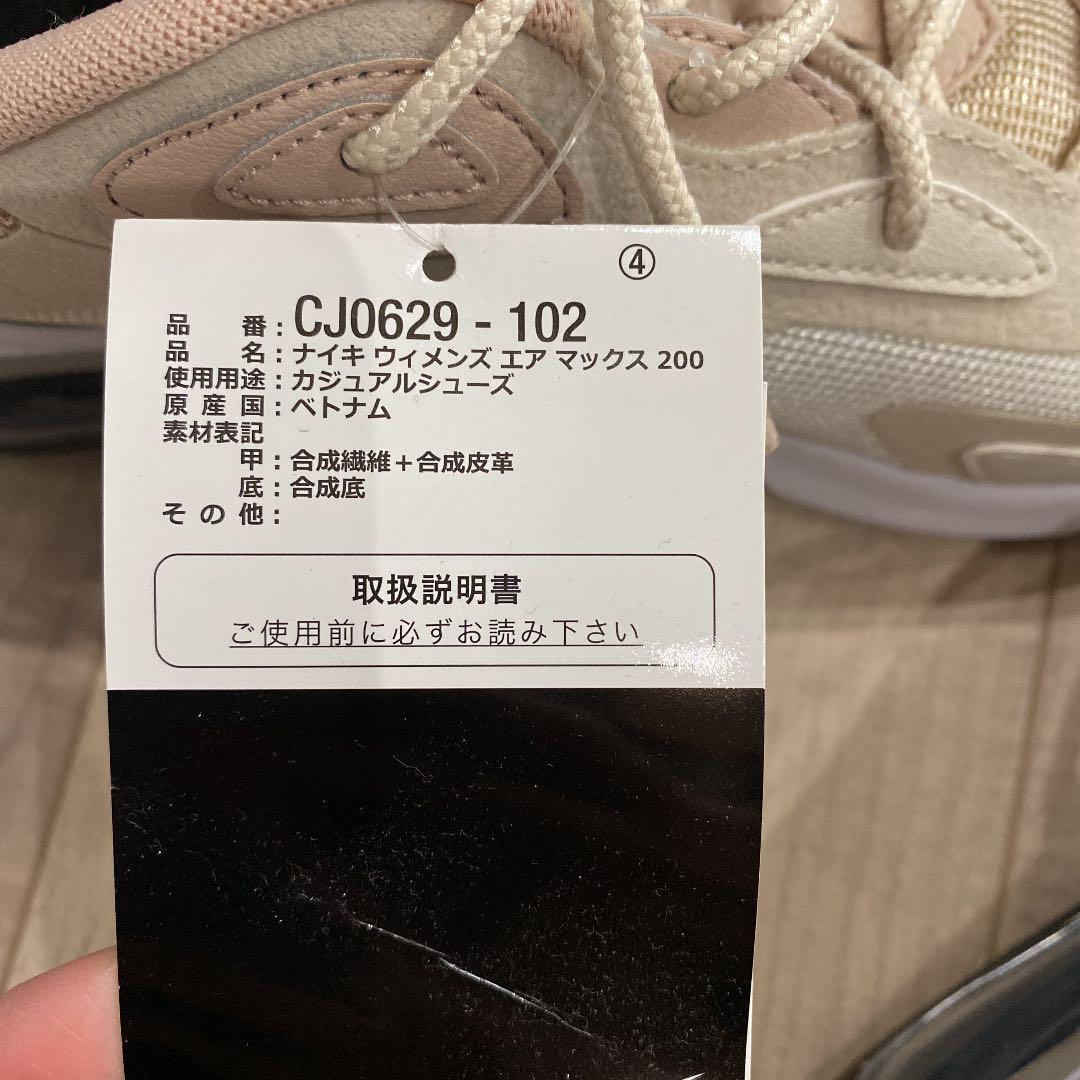 ④
品番：CJ0629 - 102
品名：ナイキ ウィメンズ エア マックス 200
使用用途：カジュアルシューズ
原産国：ベトナム
素材表記
甲：合成繊維＋合成皮革
底：合成底
その他：
取扱説明書
ご使用前に必ずお読み下さい